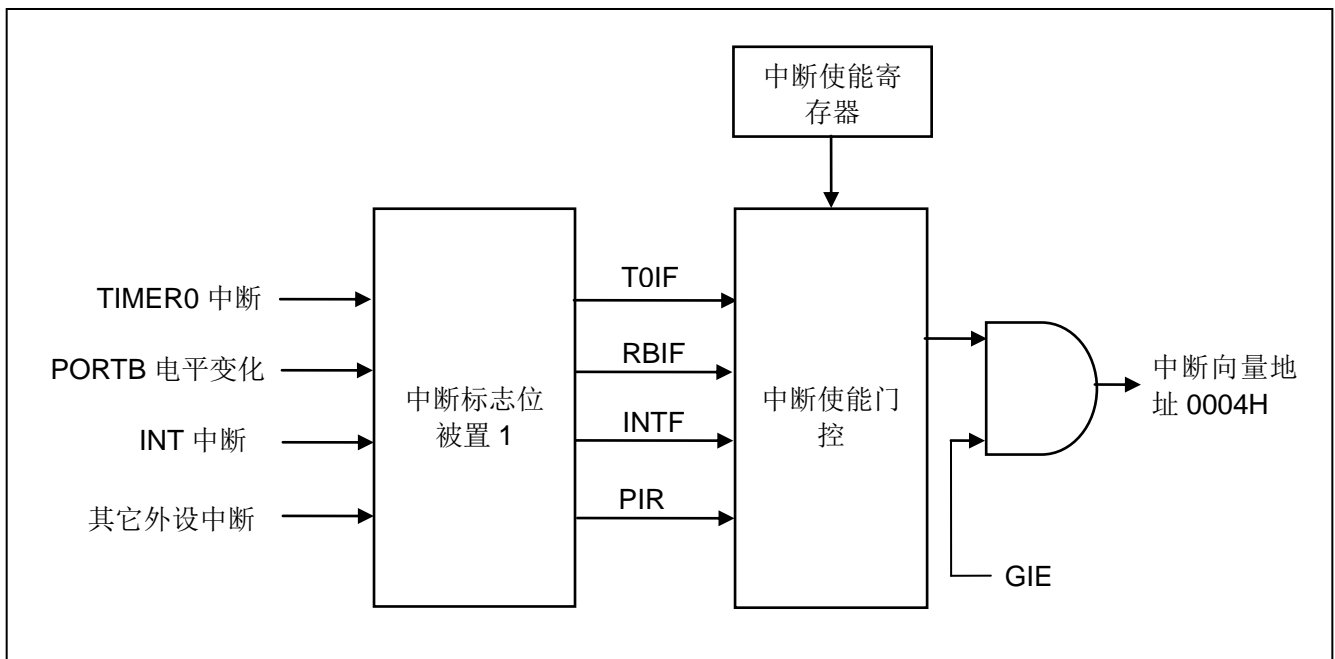 中断使能寄
存器
TIMER0 中断
PORTB 电平变化
INT 中断
其它外设中断
中断标志位
被置 1
T0IF
RBIF
INTF
PIR
中断使能门
控
中断向量地
址 0004H
GIE